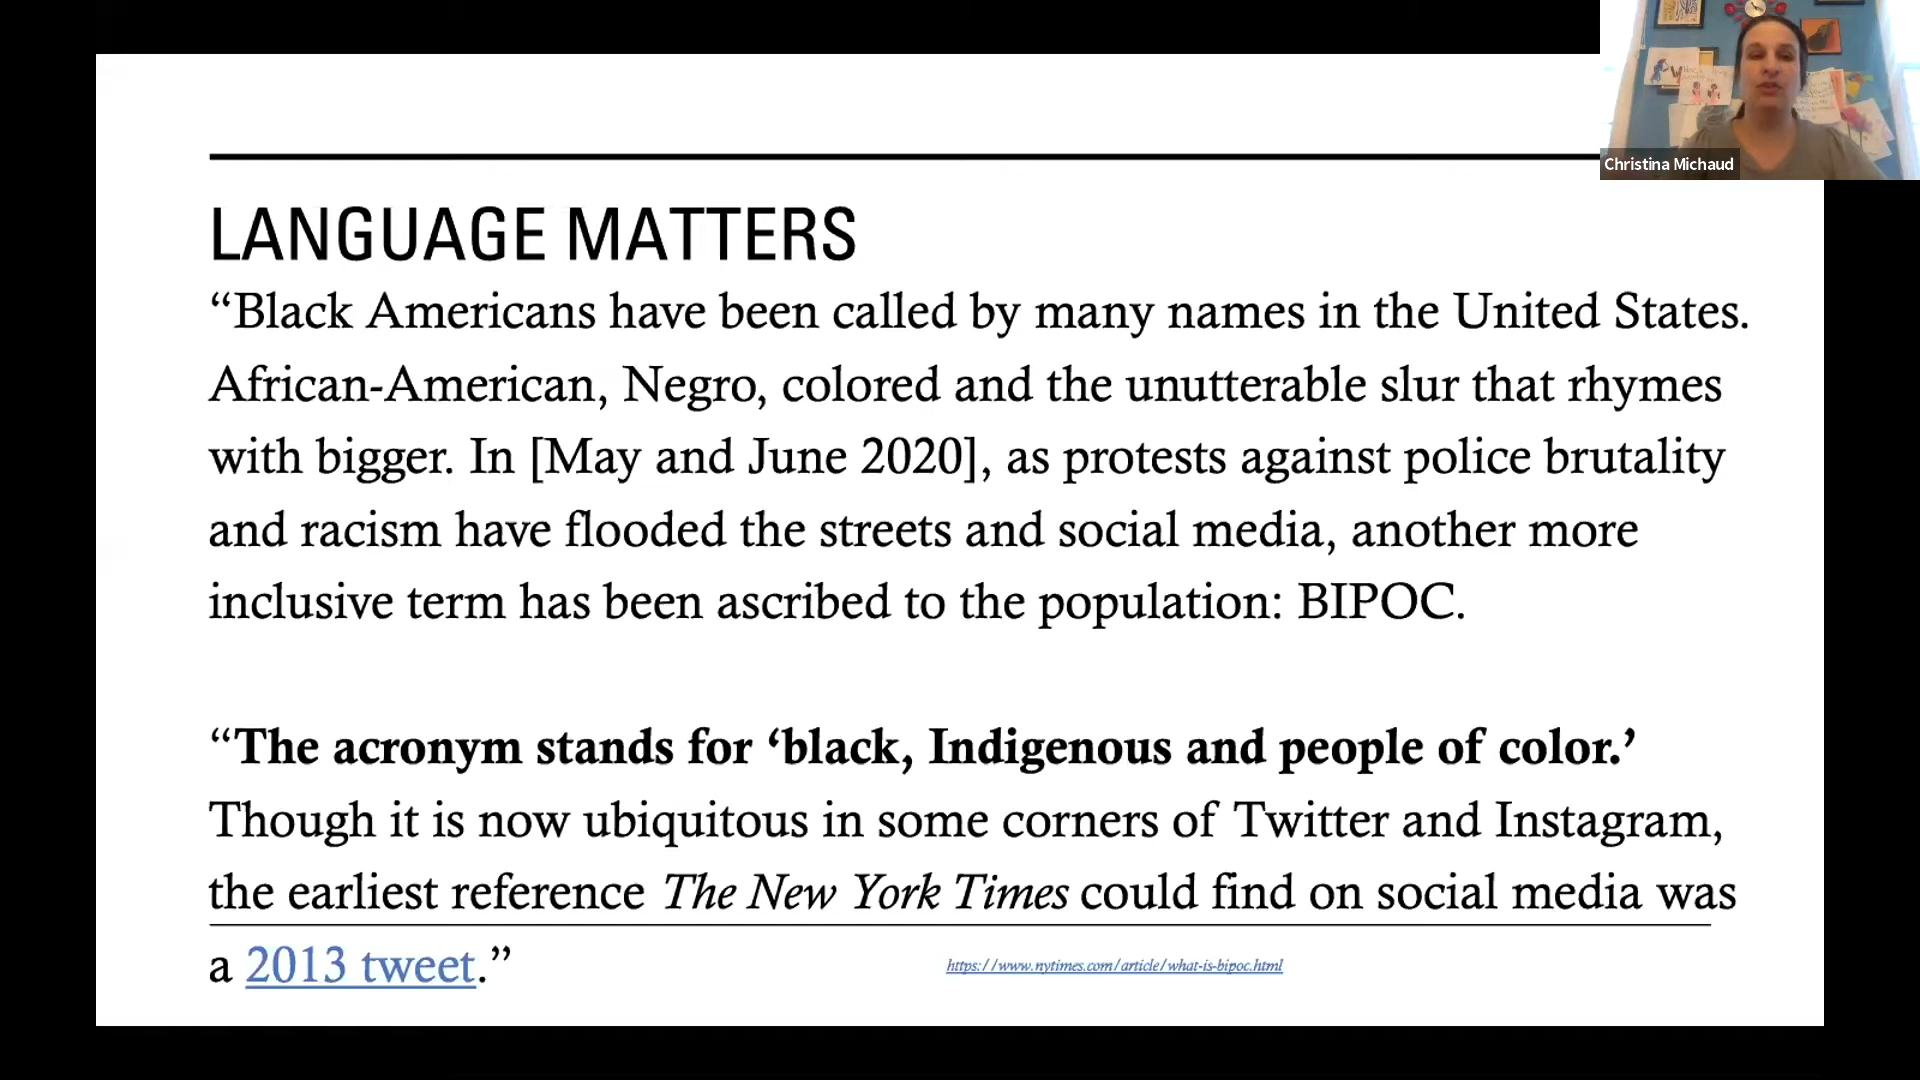 Christina Michaud
LANGUAGE MATTERS
“Black Americans have been called by many names in the United States.
African-American, Negro, colored and the unutterable slur that rhymes
with bigger. In [May and June 2020], as protests against police brutality
and racism have flooded the streets and social media, another more
inclusive term has been ascribed to the population: BIPOC.
“The acronym stands for ‘black, Indigenous and people of color.’
Though it is now ubiquitous in some corners of Twitter and Instagram,
the earliest reference The New York Times could find on social media was
a 2013 tweet.”
https://www.nytimes.com/article/what-is-bipoc.html